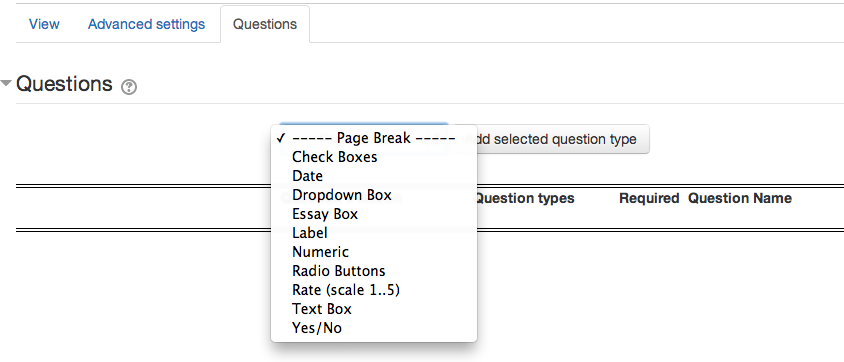 View Advanced settings Questions
Questions
✓ ----- Page Break -----
dd selected question type
Check Boxes
Date
Dropdown Box
Question types Required Question Name
Essay Box
Label
Numeric
Radio Buttons
Rate (scale 1..5)
Text Box
Yes/No